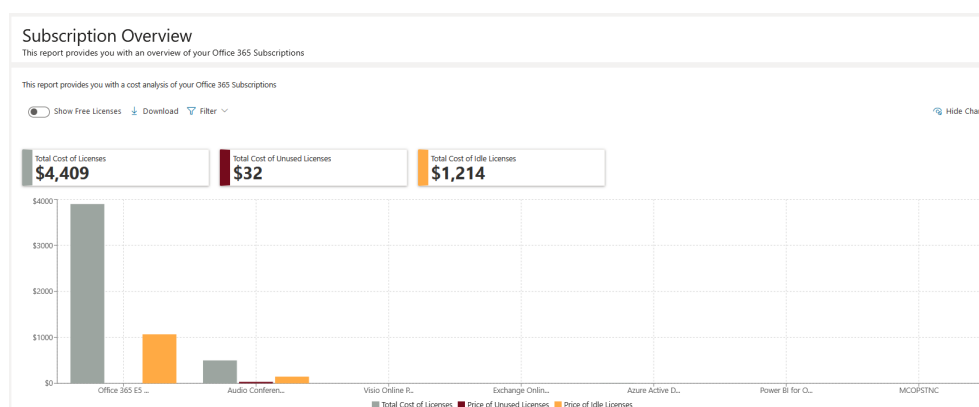 Subscription Overview
This report provides you with an overview of your Office 365 Subscriptions
This report provides you with a cost analysis of your Office 365 Subscriptions
Show Free Licenses Download Filter
Hide Char
Total Cost of Licenses
$4,409
Total Cost of Unused Licenses
$32
Total Cost of Idle Licenses
$1,214
$4000
$3000
$2000
$1000
$0
Office 365 E5 ... Audio Conferen... Visio Online P... Exchange Onlin... Azure Active D... Power BI for O... MCOPSTNC
Total Cost of Licenses Price of Unused Licenses Price of Idle Licenses